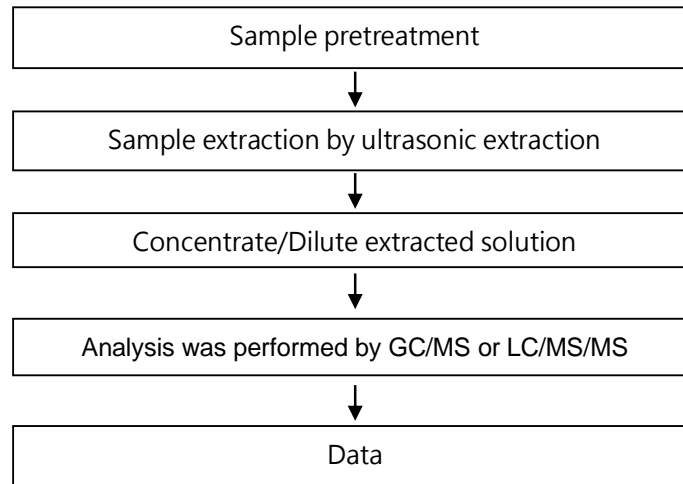 Sample pretreatment
Sample extraction by ultrasonic extraction
Concentrate/Dilute extracted solution
Analysis was performed by GC/MS or LC/MS/MS
Data